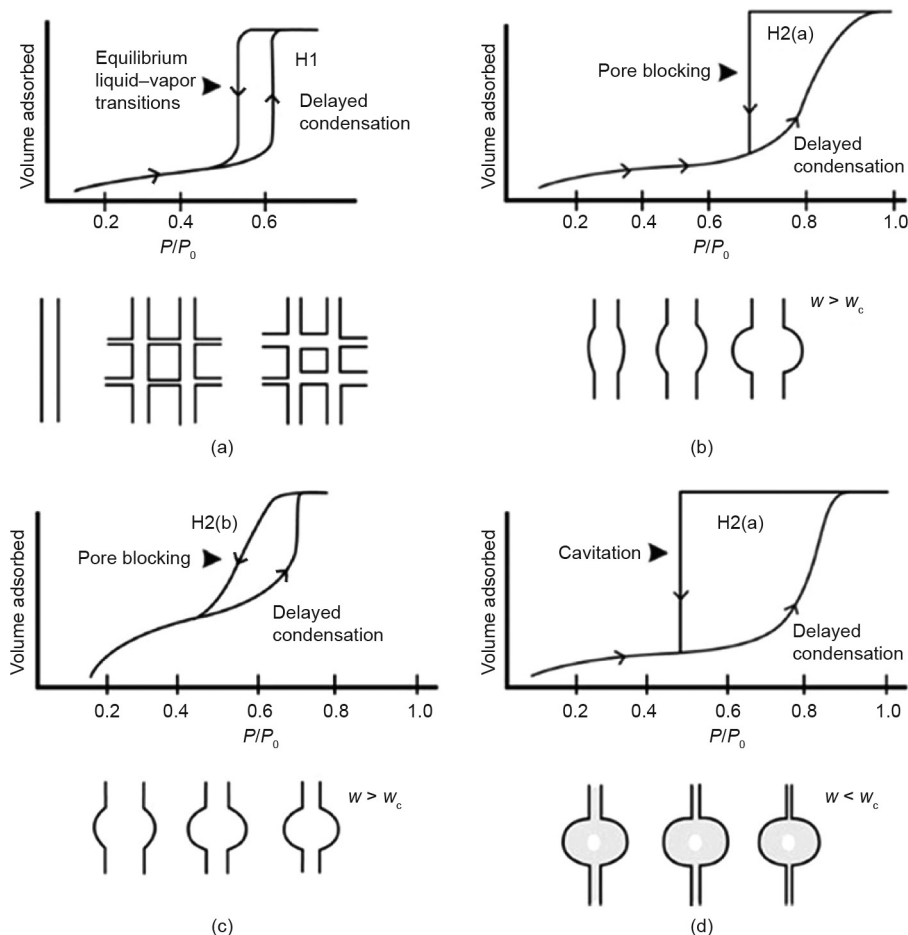 Volume adsorbed
Equilibrium
liquid–vapor
transitions
H1
Delayed
condensation
0.2
0.4
0.6
P/P0
(a)
Volume adsorbed
H2(a)
Pore blocking
Delayed
condensation
0.2
0.4
0.6
0.8
1.0
P/P0
w > wc
(b)
Volume adsorbed
H2(b)
Pore blocking
Delayed
condensation
0.2
0.4
0.6
0.8
1.0
P/P0
w > wc
(c)
Volume adsorbed
H2(a)
Cavitation
Delayed
condensation
0.2
0.4
0.6
0.8
1.0
P/P0
w < wc
(d)